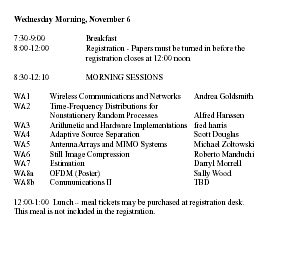 Wednesday Morning, November 6
7:30-9:00 Breakfast
8:00-12:00 Registration - Papers must be turned in before the
registration closes at 12:00 noon
8:30-12:10 MORNING SESSIONS
WA1 Wireless Communications and Networks Andrea Goldsmith
WA2 Time-Frequency Distributions for
Nonstationery Random Processes Alfred Hanssen
WA3 Arithmetic and Hardware Implementations fred harris
WA4 Adaptive Source Separation Scott Douglas
WA5 Antenna Arrays and MIMO Systems Michael Zoltowski
WA6 Still Image Compression Roberto Manduchi
WA7 Estimation Darryl Morrell
WA8a OFDM (Poster) Sally Wood
WA8b Communications II TBD
12:00-1:00 Lunch – meal tickets may be purchased at registration desk.
This meal is not included in the registration.